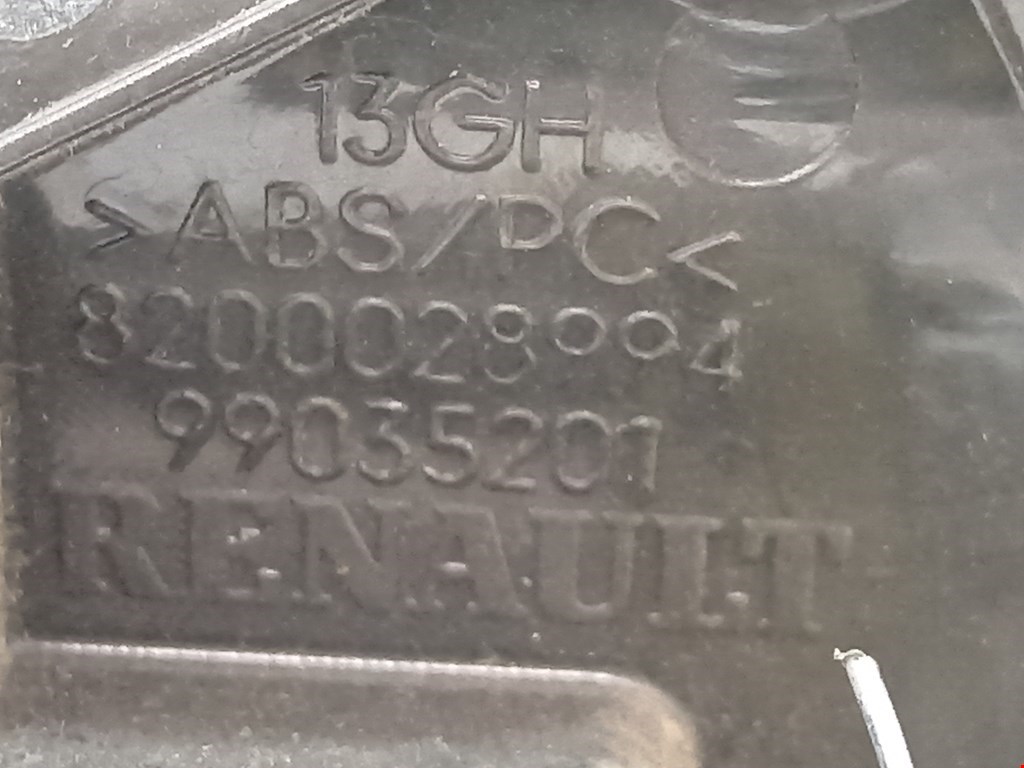 13GH
>ABS/PC<
8200028994
99035201
RENAULT